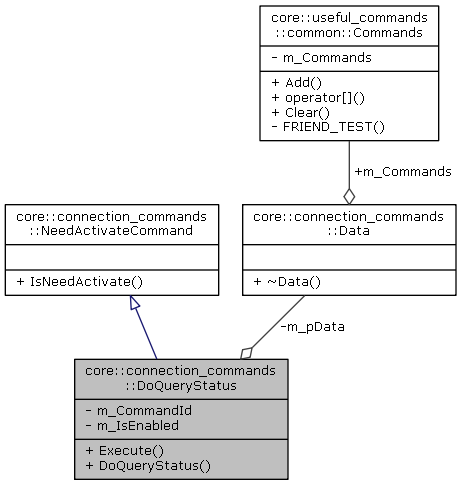 core::useful_commands
::common::Commands
- m_Commands
+ Add()
+ operator[]()
+ Clear()
- FRIEND_TEST()
+m_Commands
core::connection_commands
::NeedActivateCommand
+ IsNeedActivate()
core::connection_commands
::Data
+ ~Data()
-m_pData
core::connection_commands
::DoQueryStatus
- m_CommandId
- m_IsEnabled
+ Execute()
+ DoQueryStatus()